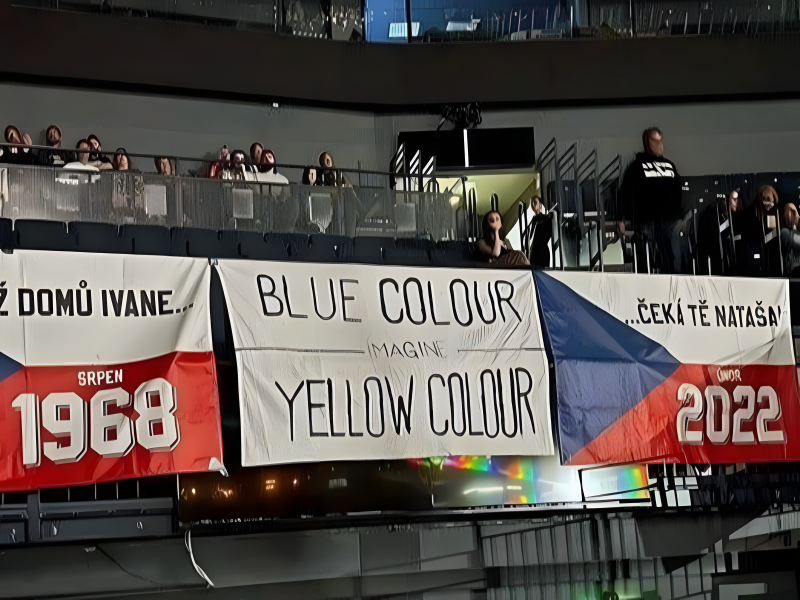 Ž DOMŮ IVANE...
SRPEN
1968
BLUE COLOUR
IMAGINE
YELLOW COLOUR
...ČEKÁ TĚ NATAŠA!
ÚNOR
2022